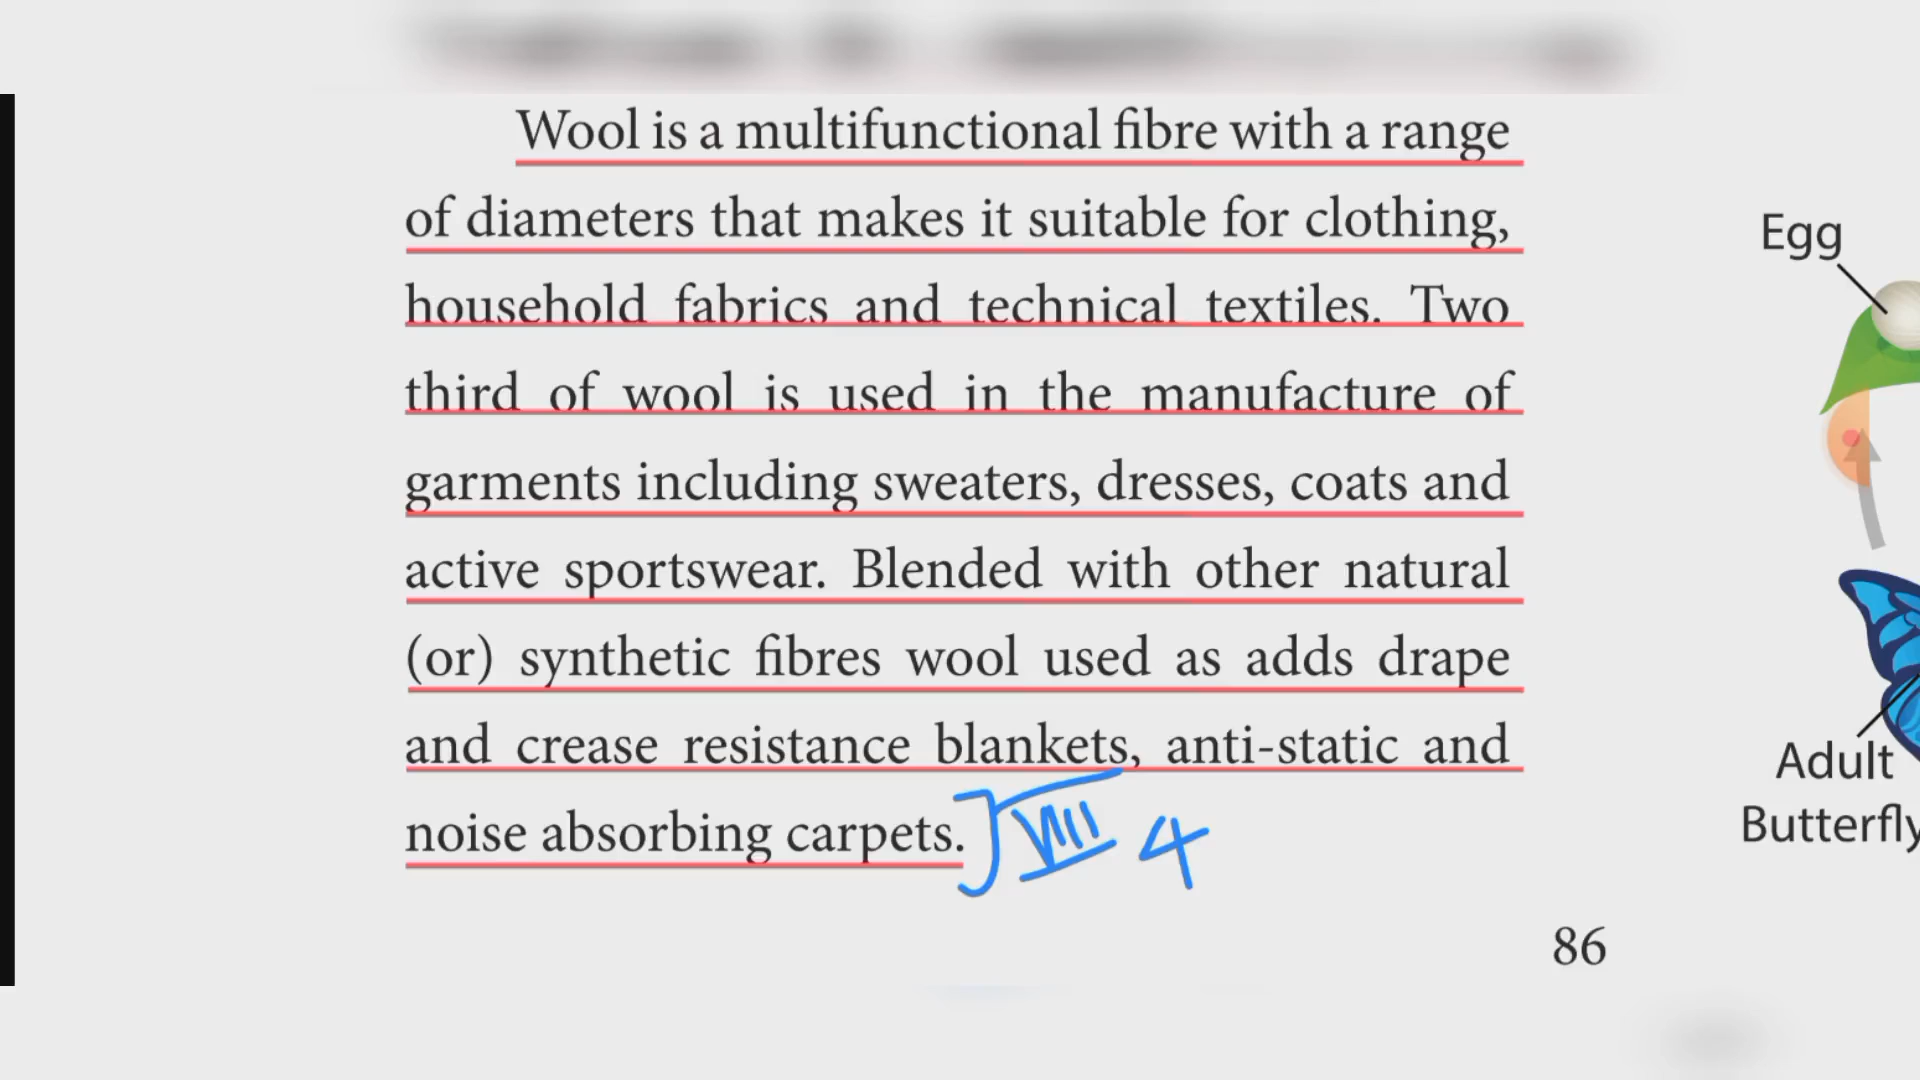 Wool is a multifunctional fibre with a range
of diameters that makes it suitable for clothing,
household fabrics and technical textiles. Two
third of wool is used in the manufacture of
garments including sweaters, dresses, coats and
active sportswear. Blended with other natural
(or) synthetic fibres wool used as adds drape
and crease resistance blankets, anti-static and
noise absorbing carpets.
VIII 4
86
Egg
Adult
Butterfly